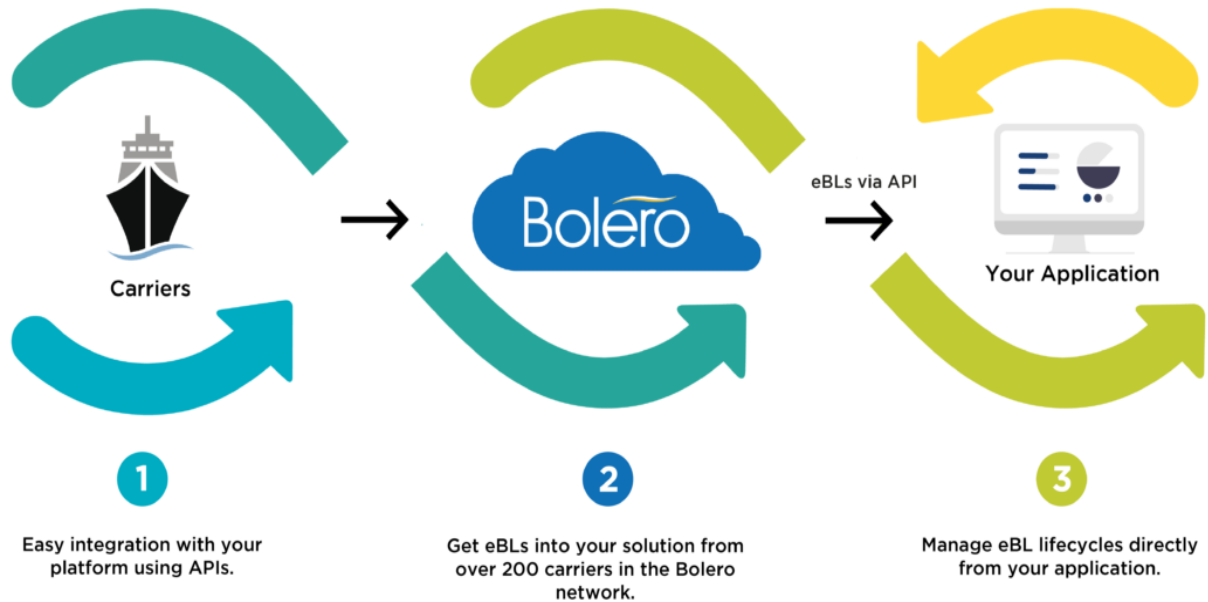 Carriers
Bolero
eBLs via API
Your Application
1
2
3
Easy integration with your
platform using APIs.
Get eBLs into your solution from
over 200 carriers in the Bolero
network.
Manage eBL lifecycles directly
from your application.